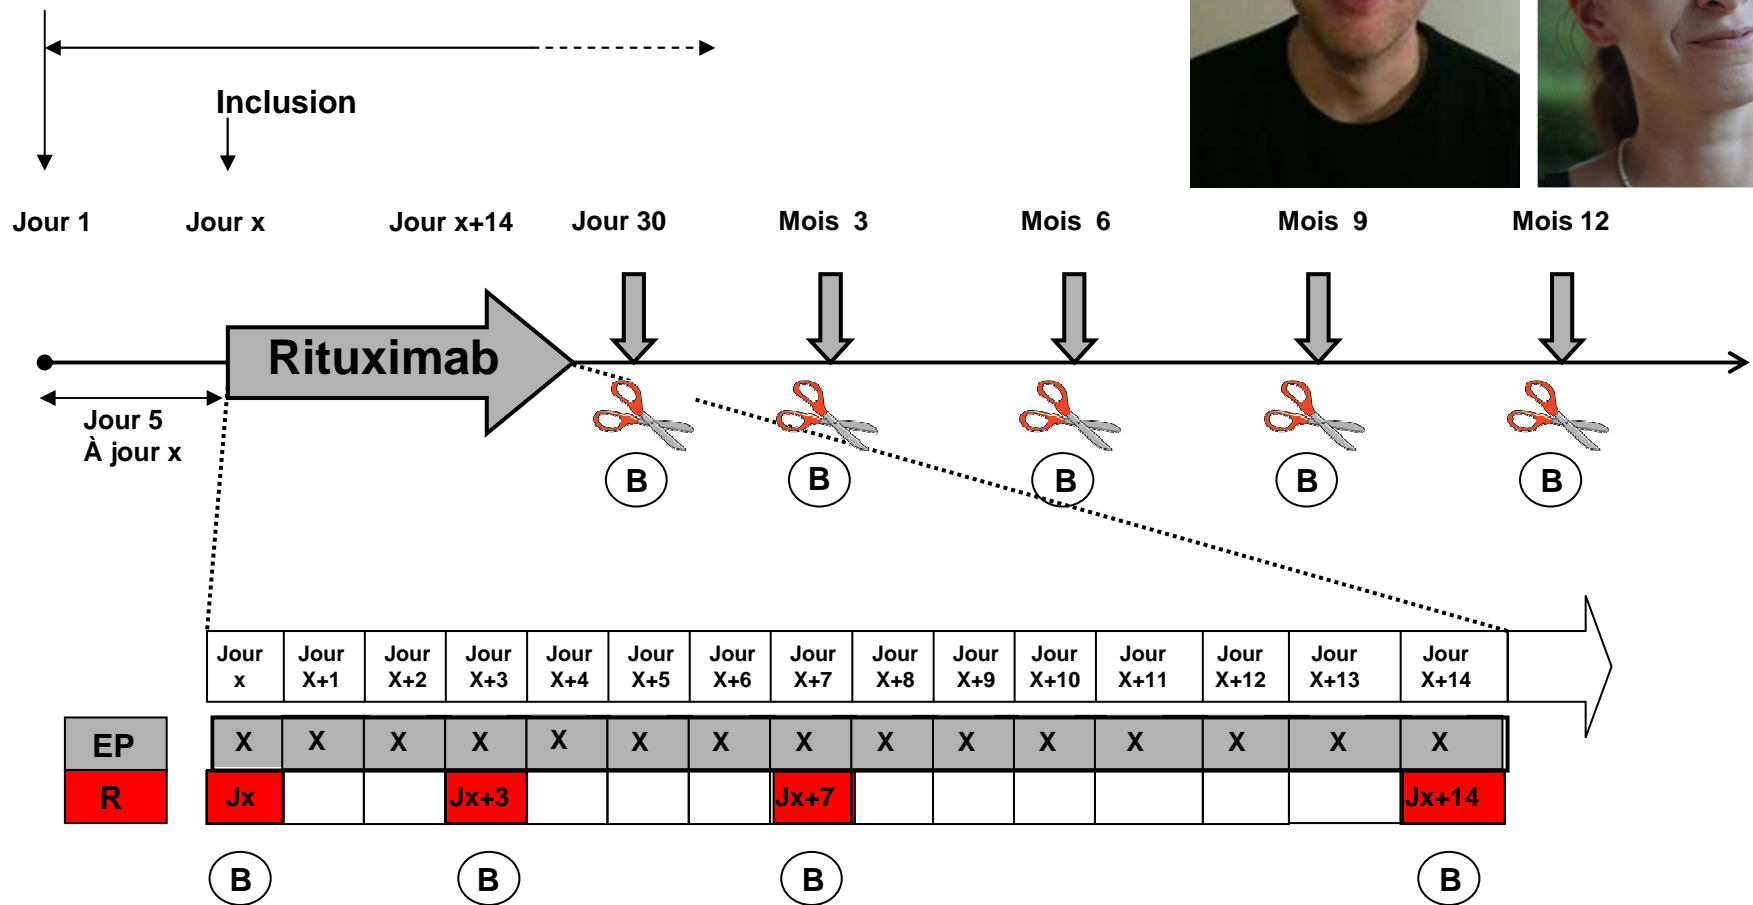 Inclusion
Jour 1
Jour x
Jour x+14
Jour 30
Mois 3
Mois 6
Mois 9
Mois 12
Rituximab
Jour 5
À jour x
B
B
B
B
B
Jour
x
Jour
X+1
Jour
X+2
Jour
X+3
Jour
X+4
Jour
X+5
Jour
X+6
Jour
X+7
Jour
X+8
Jour
X+9
Jour
X+10
Jour
X+11
Jour
X+12
Jour
X+13
Jour
X+14
EP
X X X X X X X X X X X X X X X
R
Jx
Jx+3
Jx+7
Jx+14
B
B
B
B